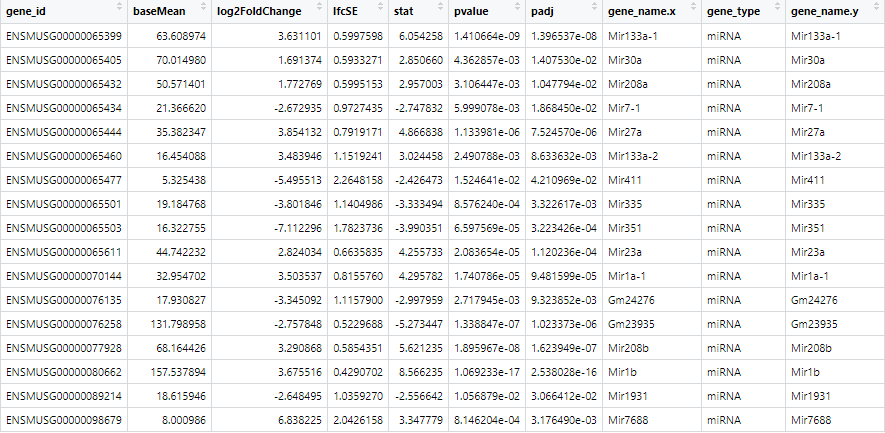 gene_id baseMean log2FoldChange lfcSE stat pvalue padj gene_name.x gene_type gene_name.y
ENSMUSG00000065399 63.608974 3.631101 0.5997598 6.054258 1.410664e-09 1.396537e-08 Mir133a-1 miRNA Mir133a-1
ENSMUSG00000065405 70.014980 1.691374 0.5933271 2.850660 4.362857e-03 1.407530e-02 Mir30a miRNA Mir30a
ENSMUSG00000065432 50.571401 1.772769 0.5995153 2.957003 3.106447e-03 1.047794e-02 Mir208a miRNA Mir208a
ENSMUSG00000065434 21.366620 -2.672935 0.9727435 -2.747832 5.999078e-03 1.868450e-02 Mir7-1 miRNA Mir7-1
ENSMUSG00000065444 35.382347 3.854132 0.7919171 4.866838 1.133981e-06 7.524570e-06 Mir27a miRNA Mir27a
ENSMUSG00000065460 16.454088 3.483946 1.1519241 3.024458 2.490788e-03 8.633632e-03 Mir133a-2 miRNA Mir133a-2
ENSMUSG00000065477 5.325438 -5.495513 2.2648158 -2.426473 1.524641e-02 4.210969e-02 Mir411 miRNA Mir411
ENSMUSG00000065501 19.184768 -3.801846 1.1404986 -3.333494 8.576240e-04 3.322617e-03 Mir335 miRNA Mir335
ENSMUSG00000065503 16.322755 -7.112296 1.7823736 -3.990351 6.597569e-05 3.223426e-04 Mir351 miRNA Mir351
ENSMUSG00000065611 44.742232 2.824034 0.6635835 4.255733 2.083654e-05 1.120236e-04 Mir23a miRNA Mir23a
ENSMUSG00000070144 32.954702 3.503537 0.8155760 4.295782 1.740786e-05 9.481599e-05 Mir1a-1 miRNA Mir1a-1
ENSMUSG00000076135 17.930827 -3.345092 1.1157900 -2.997959 2.717945e-03 9.323852e-03 Gm24276 miRNA Gm24276
ENSMUSG00000076258 131.798958 -2.757848 0.5229688 -5.273447 1.338847e-07 1.023373e-06 Gm23935 miRNA Gm23935
ENSMUSG00000077928 68.164426 3.290868 0.5854351 5.621235 1.895967e-08 1.623949e-07 Mir208b miRNA Mir208b
ENSMUSG00000080662 157.537894 3.675516 0.4290702 8.566235 1.069233e-17 2.538028e-16 Mir1b miRNA Mir1b
ENSMUSG00000089214 18.615946 -2.648495 1.0359270 -2.556642 1.056879e-02 3.066412e-02 Mir1931 miRNA Mir1931
ENSMUSG00000098679 8.000986 6.838225 2.0426158 3.347779 8.146204e-04 3.176490e-03 Mir7688 miRNA Mir7688